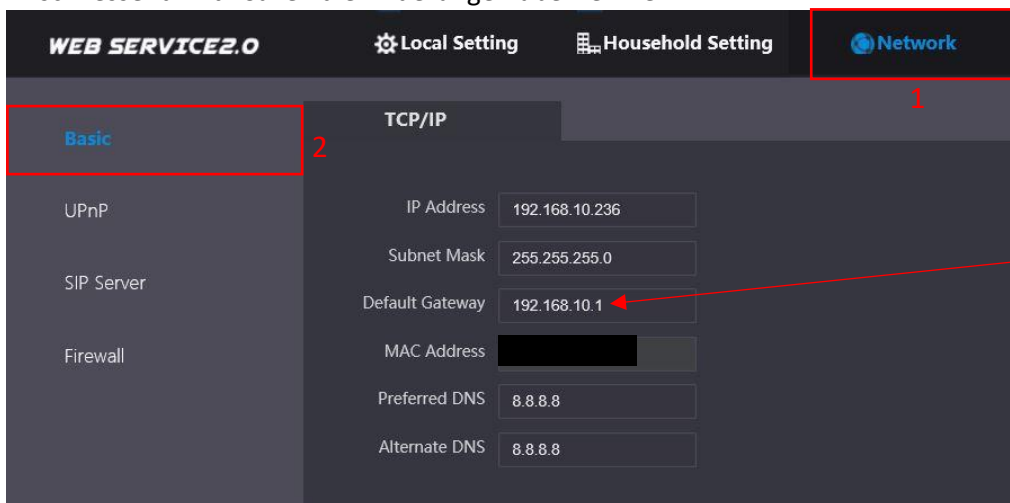 WEB SERVICE2.0 Local Setting Household Setting Network
1
TCP/IP
Basic
2
UPnP
SIP Server
Firewall
IP Address 192.168.10.236
Subnet Mask 255.255.255.0
Default Gateway 192.168.10.1
MAC Address
Preferred DNS 8.8.8.8
Alternate DNS 8.8.8.8